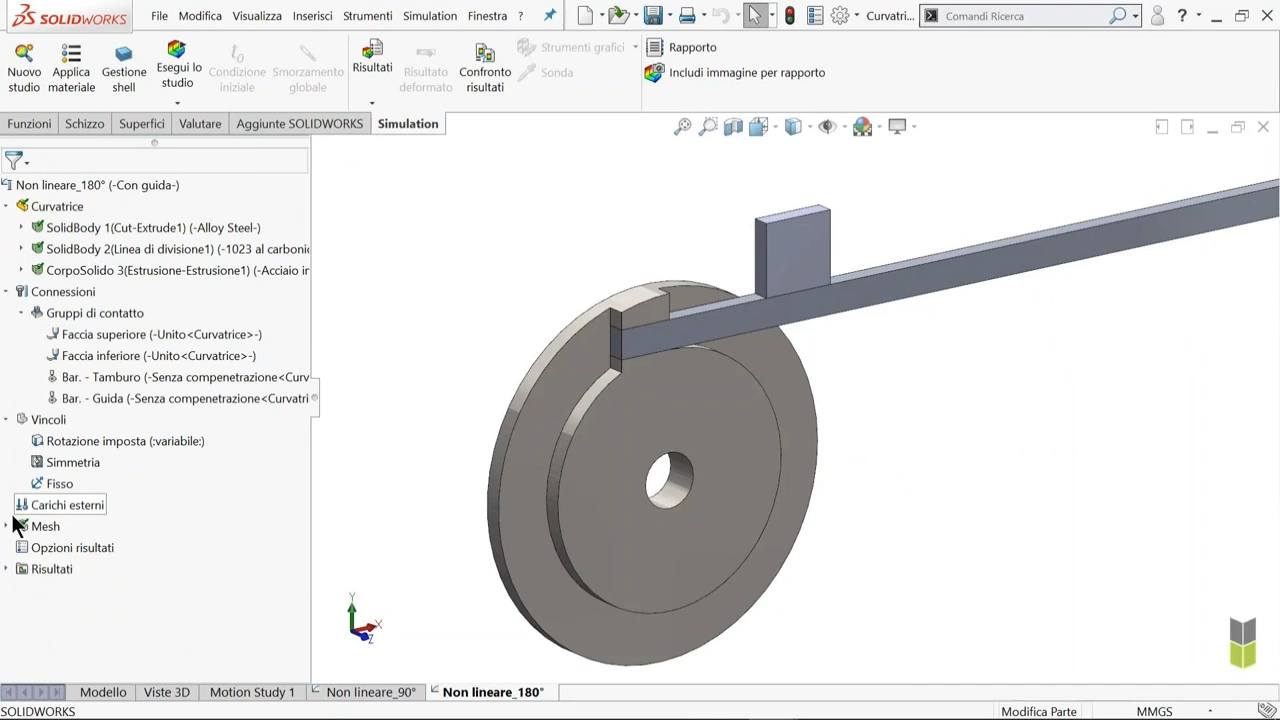 SOLIDWORKS
File Modifica Visualizza Inserisci Strumenti Simulation Finestra ?
Curvatri...
Comandi Ricerca
?
Nuovo studio
Applica materiale
Gestione shell
Esegui lo studio
Condizione iniziale
Smorzamento globale
Risultati
Risultato deformato
Confronto risultati
Strumenti grafici
Sonda
Rapporto
Includi immagine per rapporto
Funzioni Schizzo Superfici Valutare Aggiunte SOLIDWORKS Simulation
Non lineare_180° (-Con guida-)
Curvatrice
SolidBody 1(Cut-Extrude1) (-Alloy Steel-)
SolidBody 2(Linea di divisione1) (-1023 al carboni
CorpoSolido 3(Estrusione-Estrusione1) (-Acciaio ir
Connessioni
Gruppi di contatto
Faccia superiore (-Unito<Curvatrice>-)
Faccia inferiore (-Unito<Curvatrice>-)
Bar. - Tamburo (-Senza compenetrazione<Curv
Bar. - Guida (-Senza compenetrazione<Curvatri
Vincoli
Rotazione imposta (:variabile:)
Simmetria
Fisso
Carichi esterni
Mesh
Opzioni risultati
Risultati
Y
X
Z
Modello Vista 3D Motion Study 1 Non lineare_90° Non lineare_180°
SOLIDWORKS
Modifica Parte
MMGS